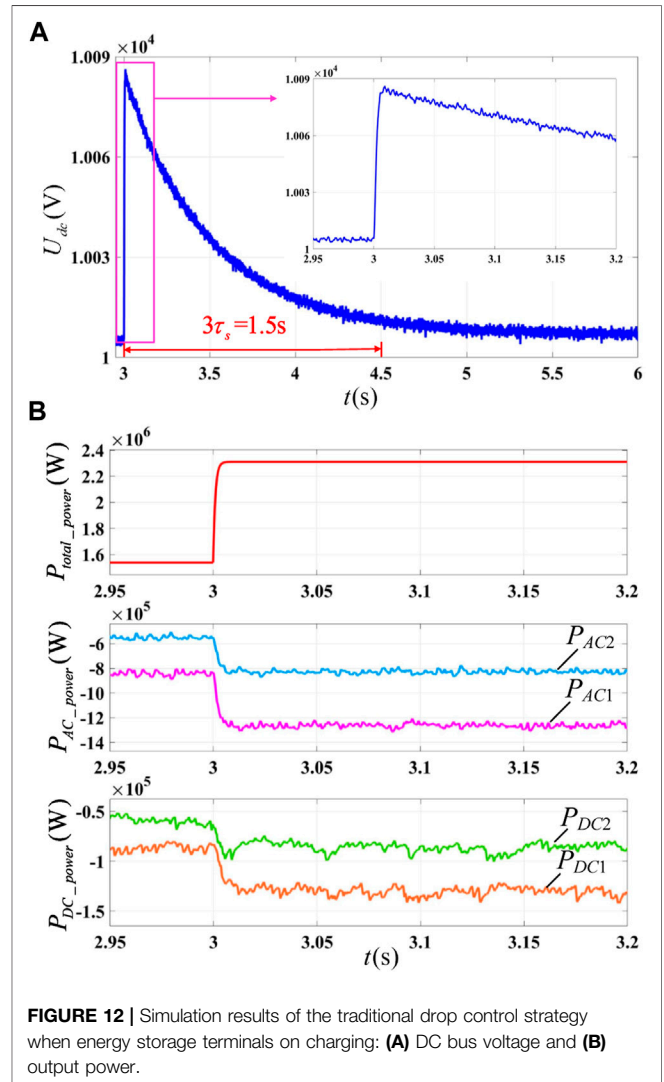 A
×10⁴
1.009
1.006
1.003
1
U_dc(V)
×10⁴
1.009
1.006
1.003
1
2.95 3 3.05 3.1 3.15 3.2
3τ_s=1.5s
3 3.5 4 4.5 5 5.5 6
t(s)
B
×10⁶
2.4
2.2
2
1.8
1.6
P_total_power(W)
2.95 3 3.05 3.1 3.15 3.2
×10⁵
-6
-8
-10
-12
-14
P_AC_power(W)
P_AC2
P_AC1
2.95 3 3.05 3.1 3.15 3.2
×10⁵
-0.5
-1
-1.5
P_DC_power(W)
P_DC2
P_DC1
2.95 3 3.05 3.1 3.15 3.2
t(s)
FIGURE 12 | Simulation results of the traditional drop control strategy
when energy storage terminals on charging: (A) DC bus voltage and (B)
output power.